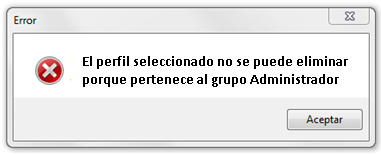 Error
El perfil seleccionado no se puede eliminar
porque pertenece al grupo Administrador
Aceptar